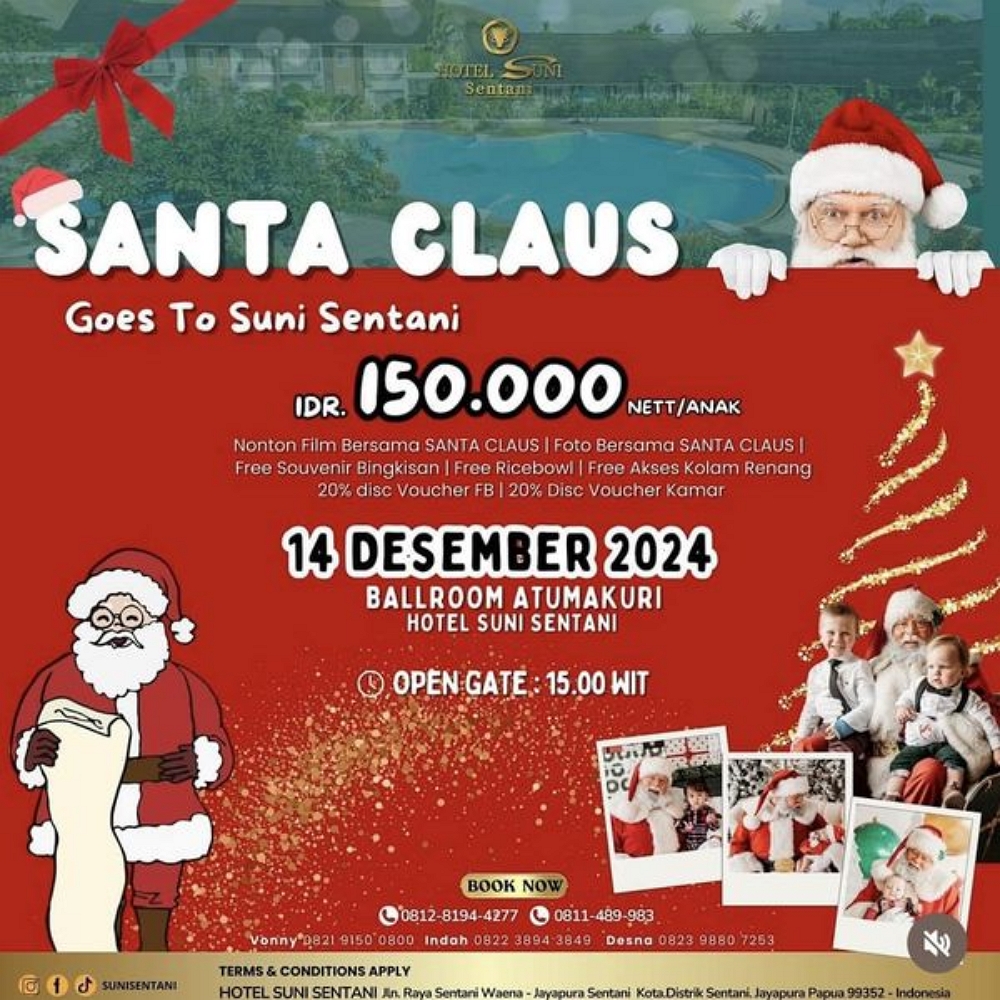 HOTEL SUNI
Sentani
SANTA CLAUS
Goes To Suni Sentani
IDR. 150.000 NETT/ANAK
Nonton Film Bersama SANTA CLAUS | Foto Bersama SANTA CLAUS |
Free Souvenir Bingkisan | Free Ricebowl | Free Akses Kolam Renang
20% disc Voucher FB | 20% Disc Voucher Kamar
14 DESEMBER 2024
BALLROOM ATUMAKURI
HOTEL SUNI SENTANI
OPEN GATE : 15.00 WIT
BOOK NOW
0812-8194-4277 0811-489-983
Vonny 0821 9150 0800 Indah 0822 3894 3849 Desna 0823 9880 7253
TERMS & CONDITIONS APPLY
SUNISENTANI
HOTEL SUNI SENTANI Jln. Raya Sentani Waena - Jayapura Sentani Kota.Distrik Sentani. Jayapura Papua 99352 - Indonesia